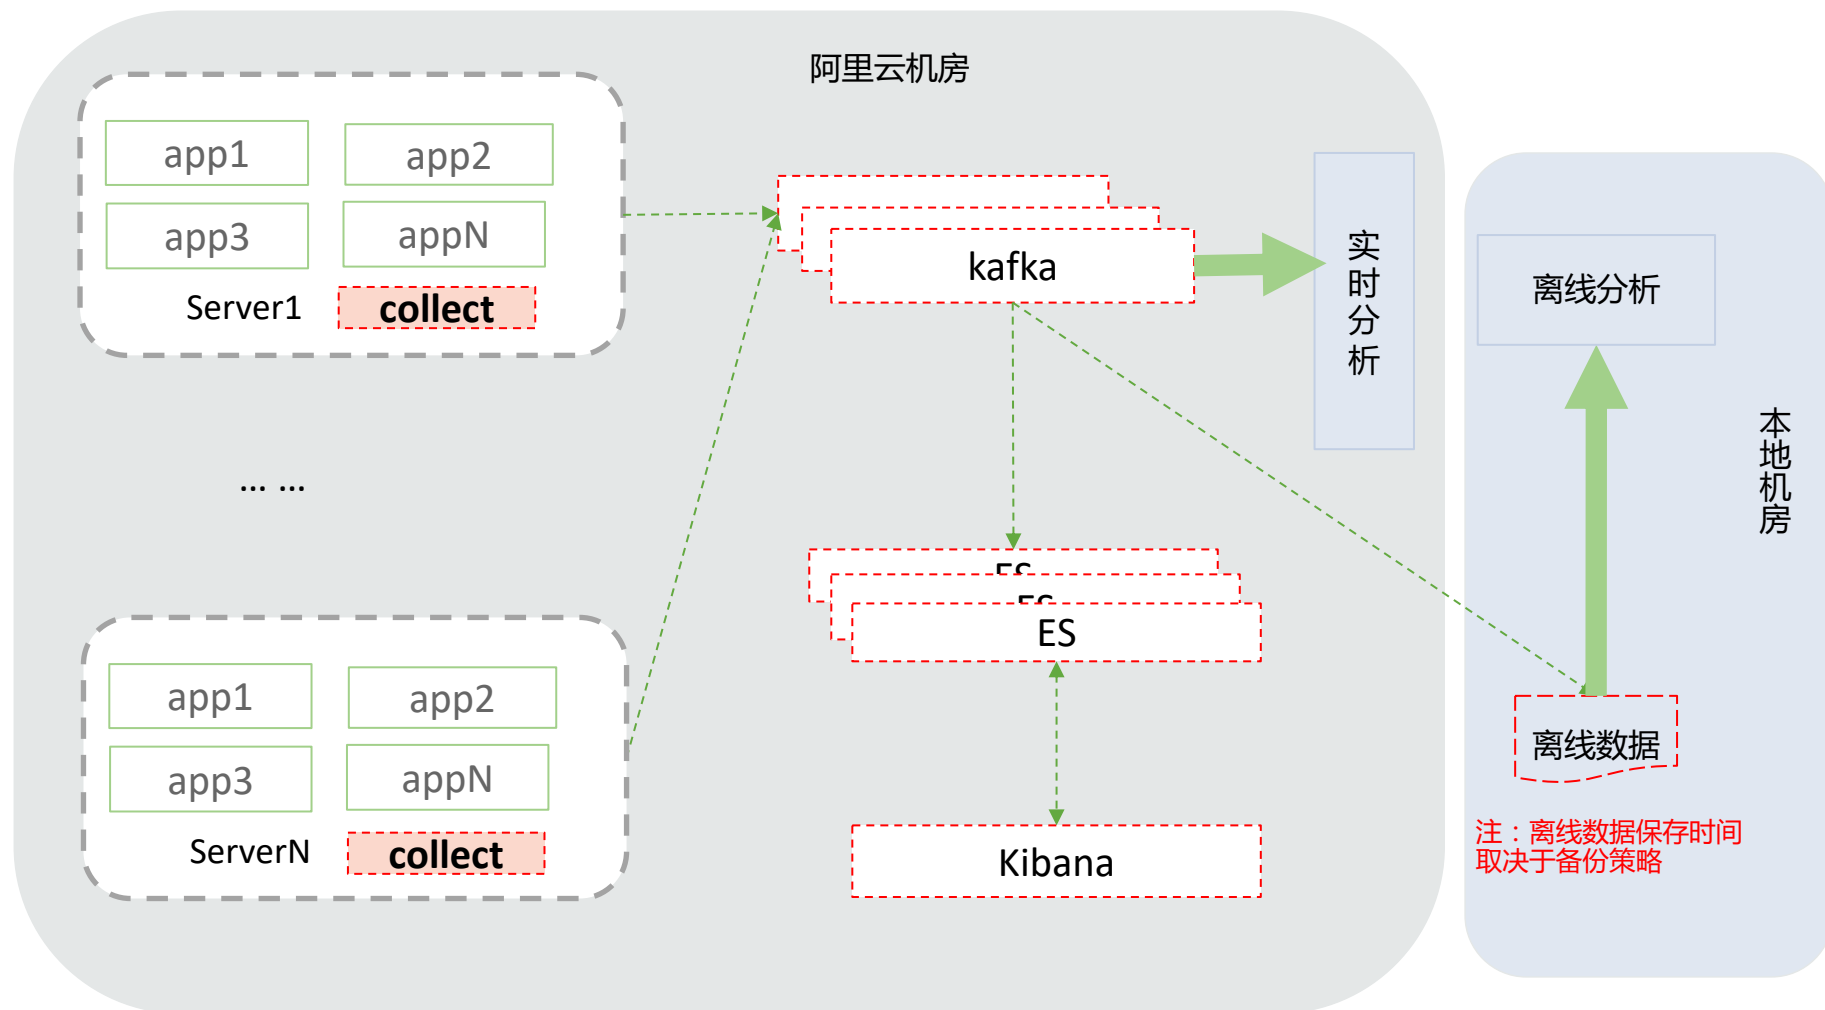 阿里云机房
app1
app2
app3
appN
Server1
collect
kafka
实时分析
离线分析
本地机房
... ...
ES
ES
ES
app1
app2
app3
appN
ServerN
collect
Kibana
离线数据
注：离线数据保存时间
取决于备份策略